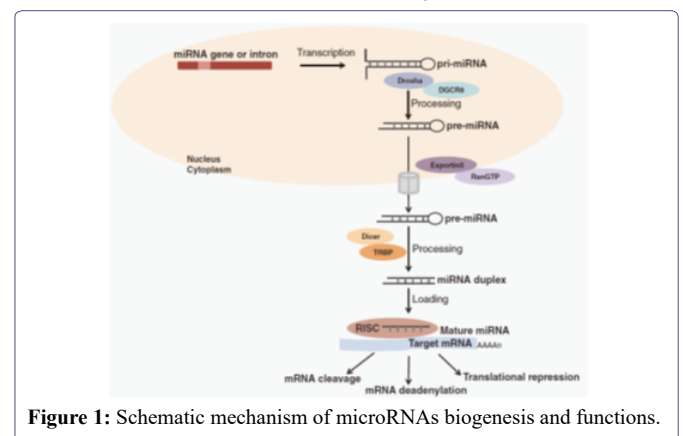 miRNA gene or intron
Transcription
pri-miRNA
Drosha
DGCR8
Processing
pre-miRNA
Nucleus
Cytoplasm
Exportin5
RanGTP
pre-miRNA
Dicer
TRBP
Processing
miRNA duplex
Loading
RISC
Mature miRNA
Target mRNA AAAAn
mRNA cleavage
mRNA deadenylation
Translational repression
Figure 1: Schematic mechanism of microRNAs biogenesis and functions.